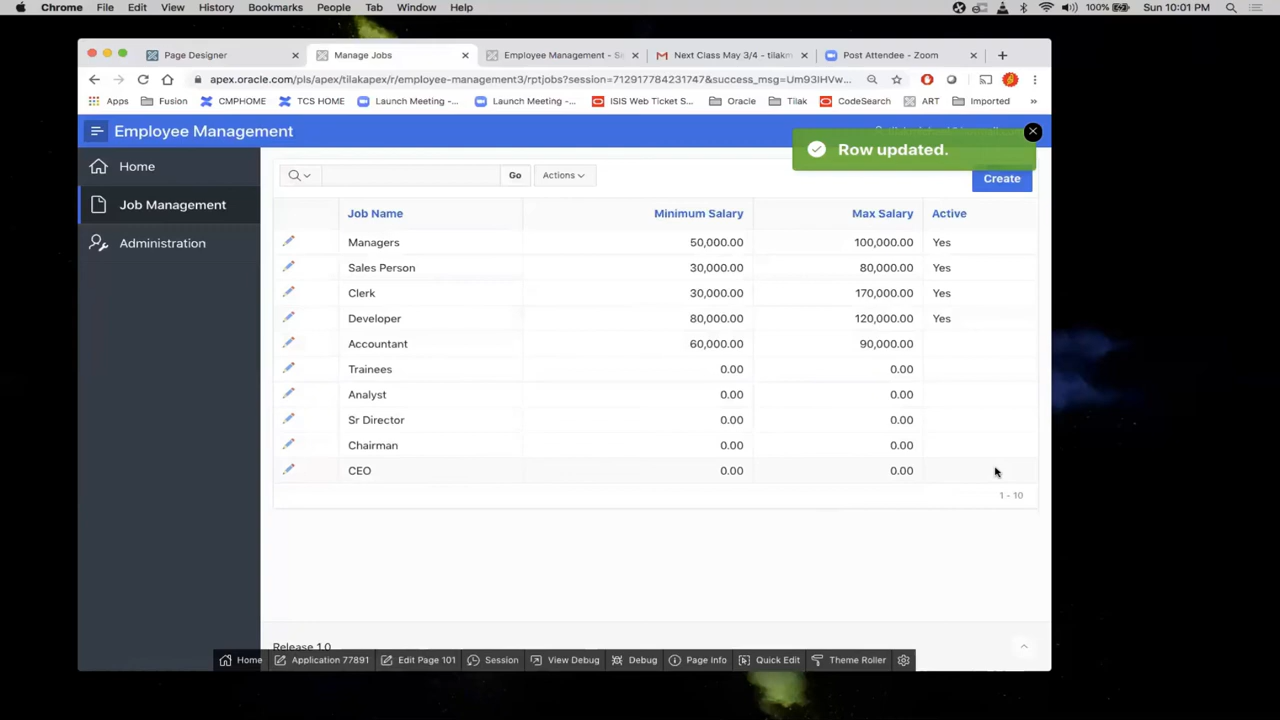 Chrome File Edit View History Bookmarks People Tab Window Help 100% Sun 10:01 PM
Page Designer Manage Jobs Employee Management - S Next Class May 3/4 - tilakm Post Attendee - Zoom
apex.oracle.com/pls/apex/tilakapex/r/employee-management3/rptjobs?session=712917784231747&success_msg=Um93IHVw...
Apps Fusion CMPHOME TCS HOME Launch Meeting -... Launch Meeting -... ISIS Web Ticket S... Oracle Tilak CodeSearch ART Imported »
Employee Management
Row updated.
Home
Job Management
Administration
Go Actions Create
Job Name Minimum Salary Max Salary Active
Managers 50,000.00 100,000.00 Yes
Sales Person 30,000.00 80,000.00 Yes
Clerk 30,000.00 170,000.00 Yes
Developer 80,000.00 120,000.00 Yes
Accountant 60,000.00 90,000.00
Trainees 0.00 0.00
Analyst 0.00 0.00
Sr Director 0.00 0.00
Chairman 0.00 0.00
CEO 0.00 0.00
1 - 10
Release 1.0
Home Application 77891 Edit Page 101 Session View Debug Debug Page Info Quick Edit Theme Roller